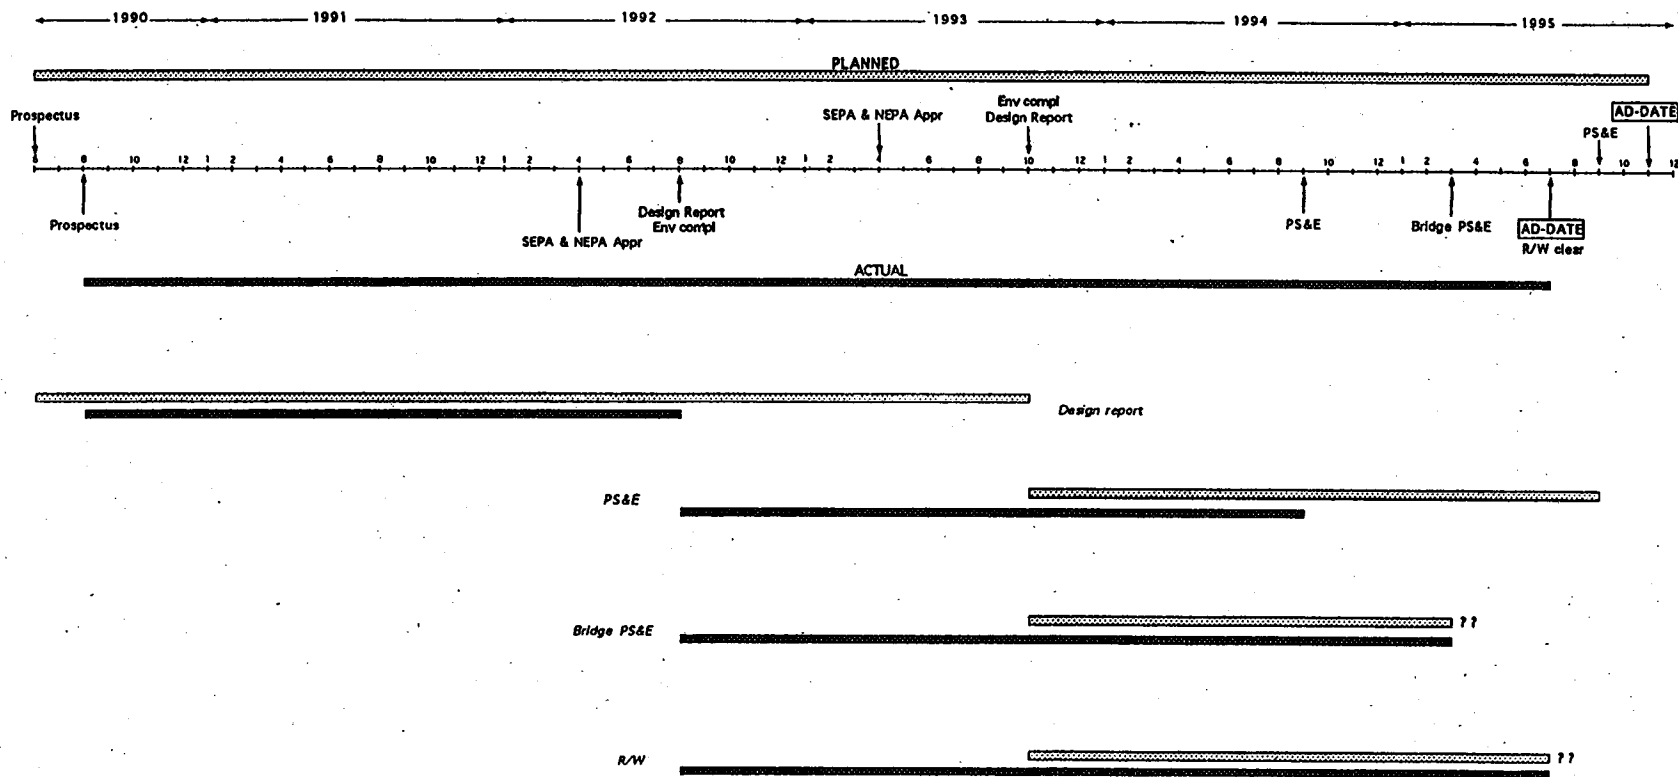 1990 1991 1992 1993 1994 1995
PLANNED
Prospectus
SEPA & NEPA Appr
Env compl
Design Report
PS&E
AD-DATE
6 8 10 12 1 2 4 6 8 10 12 1 2 4 6 8 10 12 1 2 4 6 8 10 12 1 2 4 6 8 10 12 1 2 4 6 8 10 12
Prospectus
SEPA & NEPA Appr
Design Report
Env compl
PS&E
Bridge PS&E
AD-DATE
R/W clear
ACTUAL
Design report
PS&E
Bridge PS&E ??
R/W ??